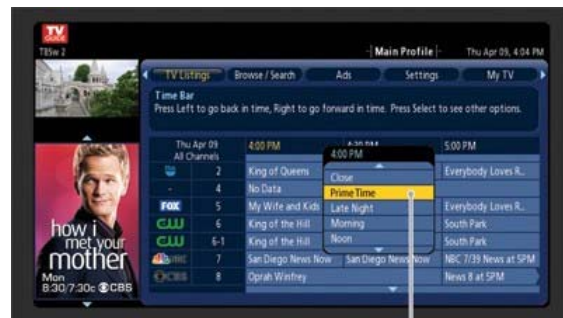 TV
GUIDE
T85w 2
Main Profile
Thu Apr 09, 4:04 PM
TV Listings
Browse / Search
Ads
Settings
My TV
Time Bar
Press Left to go back in time, Right to go forward in time. Press Select to see other options.
Thu Apr 09
All Channels
4:00 PM
4:30 PM
5:00 PM
4:00 PM
Close
Prime Time
Late Night
Morning
Noon
2
King of Queens
Everybody Loves R..
-
4
No Data
FOX
5
My Wife and Kids
Everybody Loves R..
CW
6
King of the Hill
South Park
CW
6-1
King of the Hill
South Park
NBC
7
San Diego News Now
San Diego News Now
NBC 7/39 News at 5PM
CBS
8
Oprah Winfrey
News 8 at 5PM
how i
met your
mother
Mon
8:30/7:30c CBS